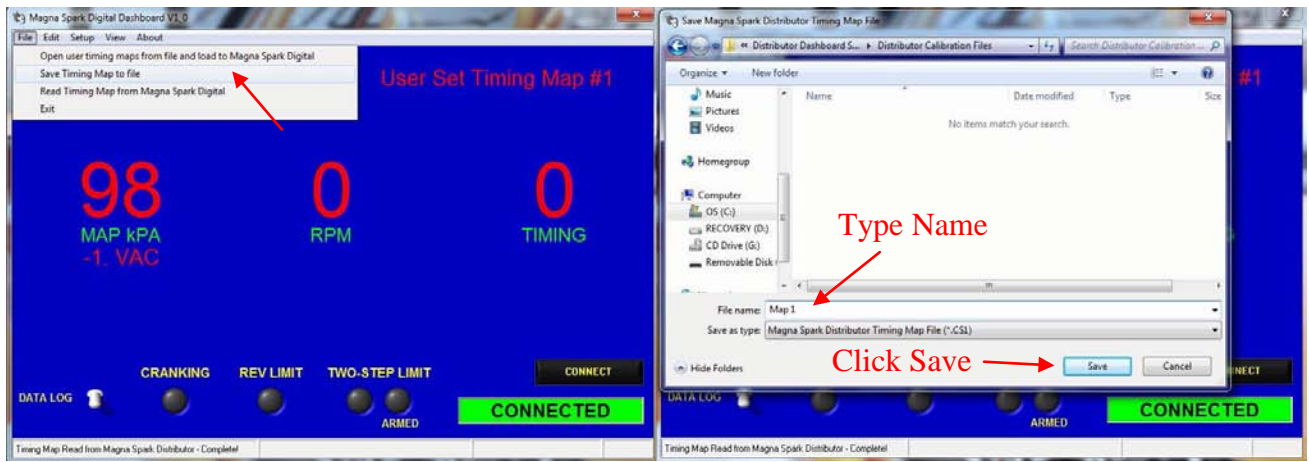 Magna Spark Digital Dashboard V1_0
File Edit Setup View About
Open user timing maps from file and load to Magna Spark Digital
Save Timing Map to file
Read Timing Map from Magna Spark Digital
Exit
User Set Timing Map #1
98
MAP kPA
-1. VAC
0
RPM
0
TIMING
CRANKING
REV LIMIT
TWO-STEP LIMIT
CONNECT
DATA LOG
ARMED
CONNECTED
Timing Map Read from Magna Spark Distributor - Complete!
Save Magna Spark Distributor Timing Map File
« Distributor Dashboard S... ▸ Distributor Calibration Files
Search Distributor Calibration...
Organize
New folder
#1
Music
Pictures
Videos
Homegroup
Computer
OS (C:)
RECOVERY (D:)
CD Drive (G:)
Removable Disk
Name
Date modified
Type
Size
No items match your search.
Type Name
File name: Map 1
Save as type: Magna Spark Distributor Timing Map File (*.CS1)
Hide Folders
Click Save
Save
Cancel
NECT
DATA LOG
ARMED
CONNECTED
Timing Map Read from Magna Spark Distributor - Complete!